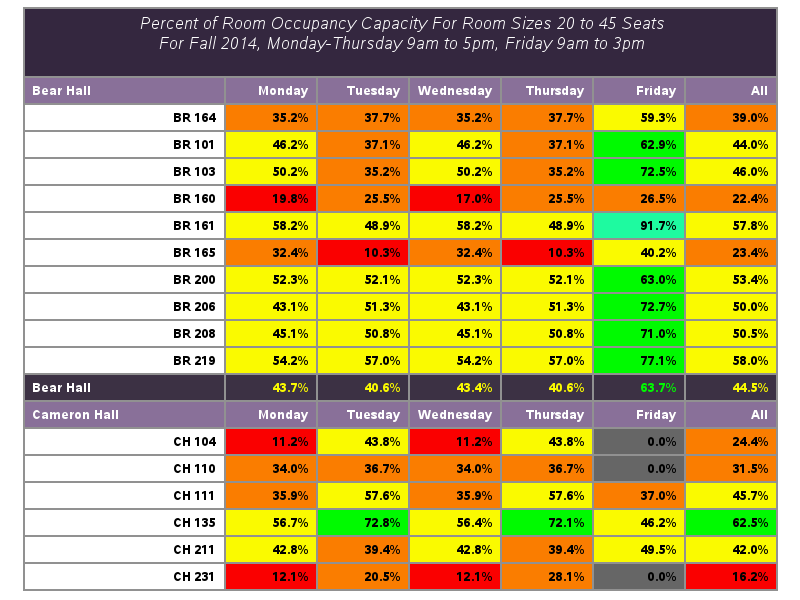 Percent of Room Occupancy Capacity For Room Sizes 20 to 45 Seats
For Fall 2014, Monday-Thursday 9am to 5pm, Friday 9am to 3pm
Bear Hall Monday Tuesday Wednesday Thursday Friday All
BR 164 35.2% 37.7% 35.2% 37.7% 59.3% 39.0%
BR 101 46.2% 37.1% 46.2% 37.1% 62.9% 44.0%
BR 103 50.2% 35.2% 50.2% 35.2% 72.5% 46.0%
BR 160 19.8% 25.5% 17.0% 25.5% 26.5% 22.4%
BR 161 58.2% 48.9% 58.2% 48.9% 91.7% 57.8%
BR 165 32.4% 10.3% 32.4% 10.3% 40.2% 23.4%
BR 200 52.3% 52.1% 52.3% 52.1% 63.0% 53.4%
BR 206 43.1% 51.3% 43.1% 51.3% 72.7% 50.0%
BR 208 45.1% 50.8% 45.1% 50.8% 71.0% 50.5%
BR 219 54.2% 57.0% 54.2% 57.0% 77.1% 58.0%
Bear Hall 43.7% 40.6% 43.4% 40.6% 63.7% 44.5%
Cameron Hall Monday Tuesday Wednesday Thursday Friday All
CH 104 11.2% 43.8% 11.2% 43.8% 0.0% 24.4%
CH 110 34.0% 36.7% 34.0% 36.7% 0.0% 31.5%
CH 111 35.9% 57.6% 35.9% 57.6% 37.0% 45.7%
CH 135 56.7% 72.8% 56.4% 72.1% 46.2% 62.5%
CH 211 42.8% 39.4% 42.8% 39.4% 49.5% 42.0%
CH 231 12.1% 20.5% 12.1% 28.1% 0.0% 16.2%